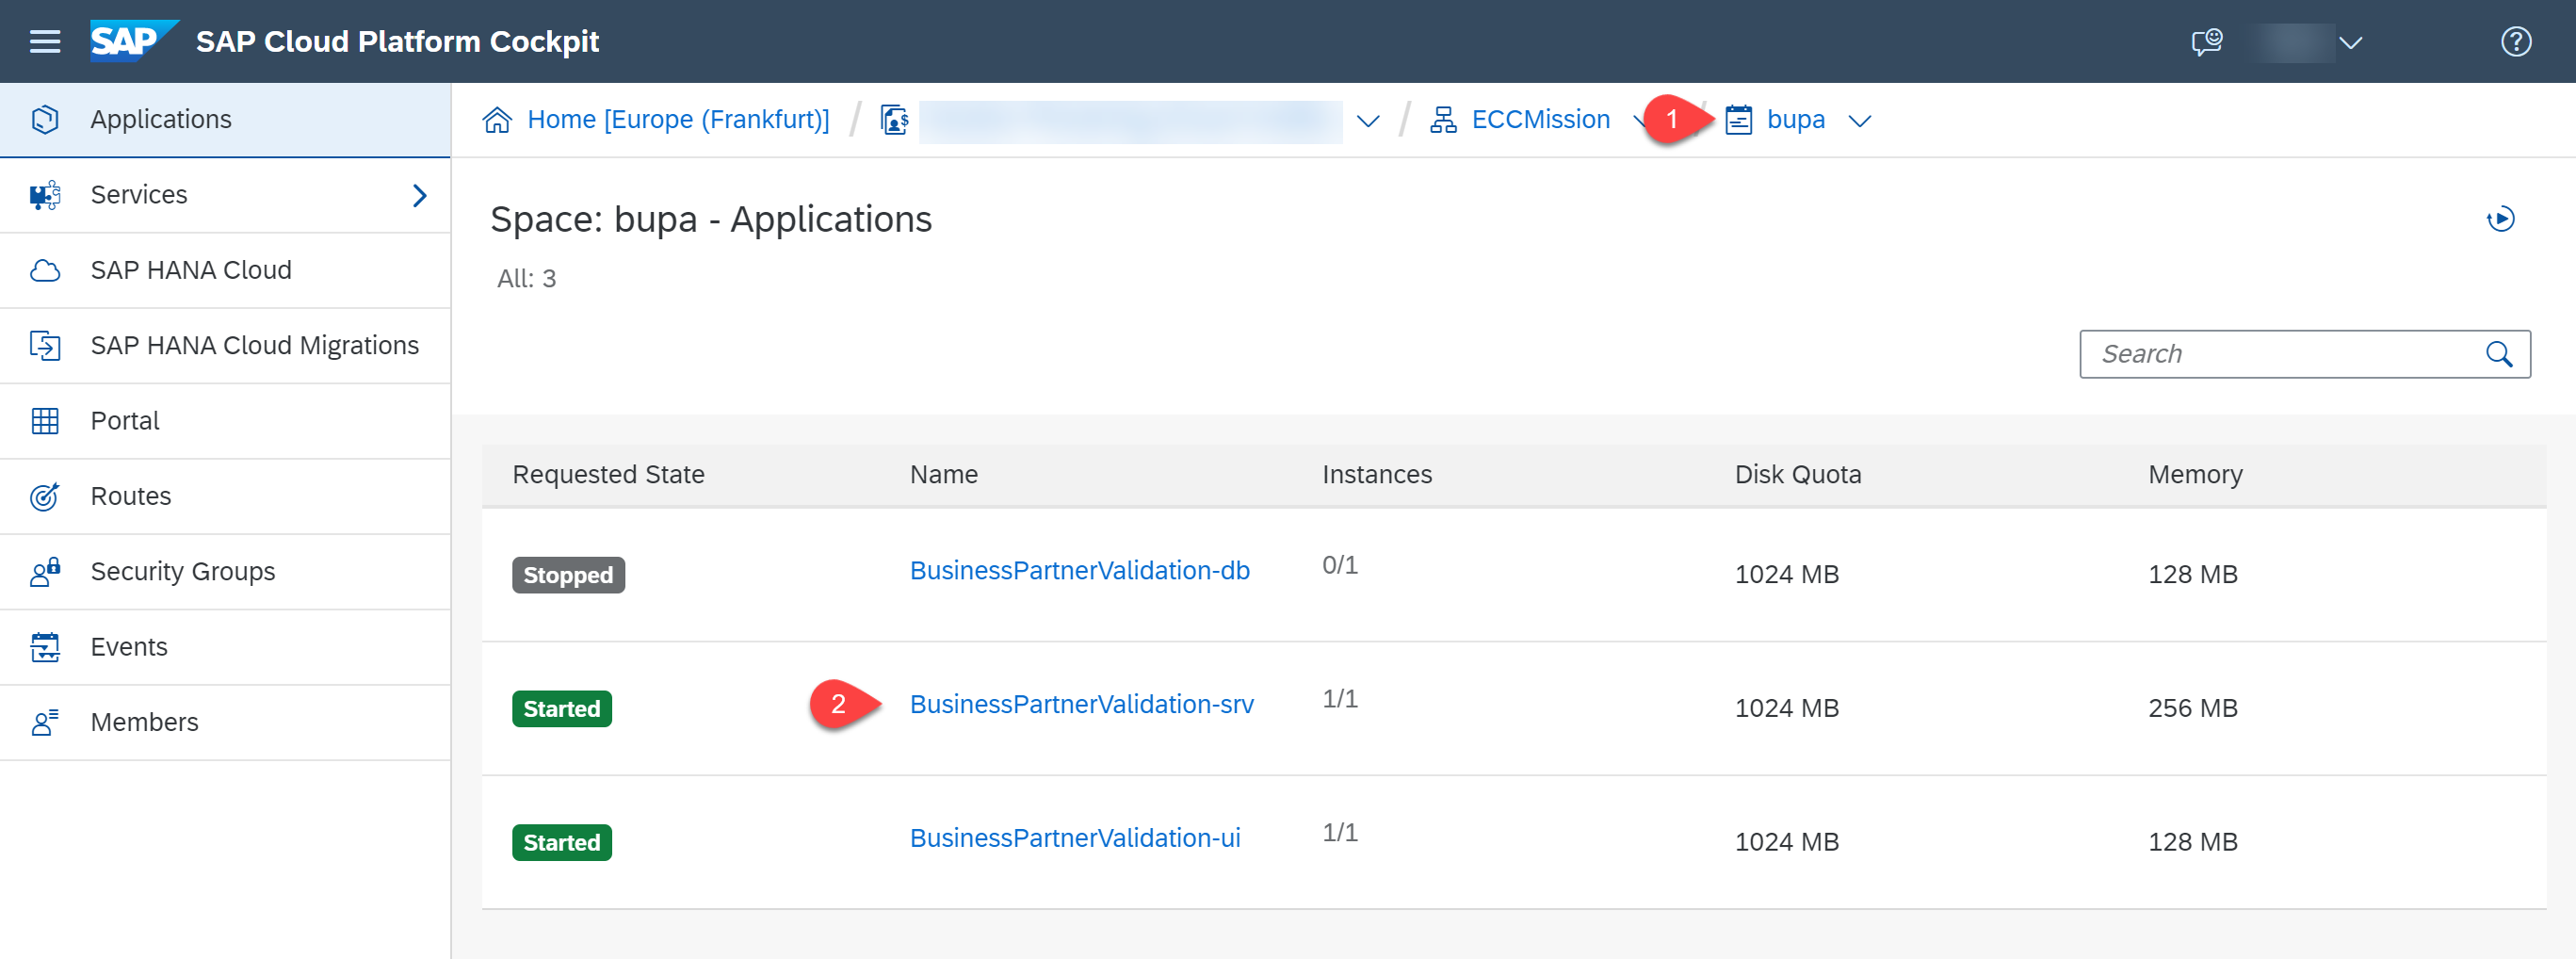 SAP SAP Cloud Platform Cockpit
Applications
Services
SAP HANA Cloud
SAP HANA Cloud Migrations
Portal
Routes
Security Groups
Events
Members
Home [Europe (Frankfurt)] / / ECCMission 1 / bupa
Space: bupa - Applications
All: 3
Search
Requested State Name Instances Disk Quota Memory
Stopped BusinessPartnerValidation-db 0/1 1024 MB 128 MB
Started 2 BusinessPartnerValidation-srv 1/1 1024 MB 256 MB
Started BusinessPartnerValidation-ui 1/1 1024 MB 128 MB